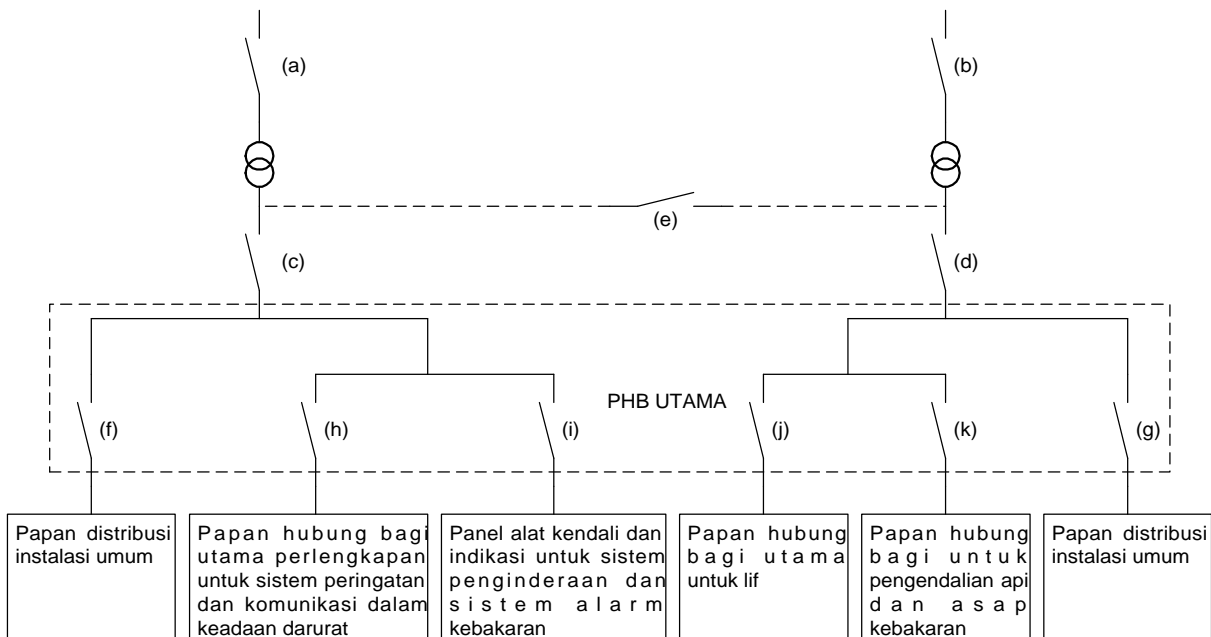 (a)
(b)
(e)
(c)
(d)
PHB UTAMA
(f)
(h)
(i)
(j)
(k)
(g)
Papan distribusi
instalasi umum
Papan hubung bagi
utama perlengkapan
untuk sistem peringatan
dan komunikasi dalam
keadaan darurat
Panel alat kendali dan
indikasi untuk sistem
penginderaan dan
sistem alarm
kebakaran
Papan hubung
bagi utama
untuk lif
Papan hubung
bagi untuk
pengendalian api
dan asap
kebakaran
Papan distribusi
instalasi umum